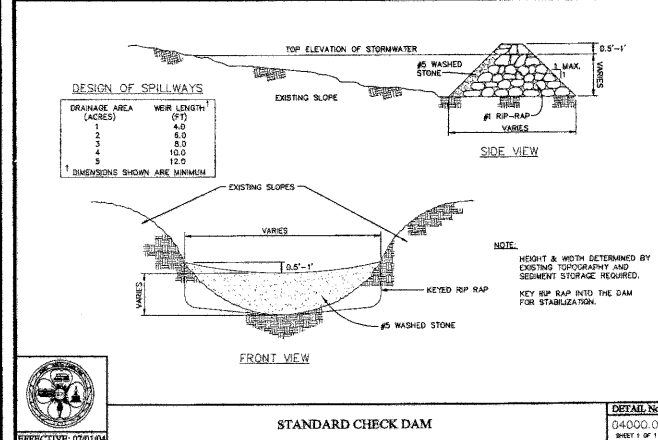 TOP ELEVATION OF STORMWATER
0.5'-1'
#5 WASHED
STONE
1 MAX.
1
VARIES
EXISTING SLOPE
#1 RIP-RAP
VARIES
SIDE VIEW
DESIGN OF SPILLWAYS
DRAINAGE AREA WEIR LENGTH†
(ACRES) (FT)
1 4.0
2 6.0
3 8.0
4 10.0
5 12.0
† DIMENSIONS SHOWN ARE MINIMUM
EXISTING SLOPES
VARIES
0.5'-1'
VARIES
KEYED RIP RAP
#5 WASHED STONE
FRONT VIEW
NOTE:
HEIGHT & WIDTH DETERMINED BY
EXISTING TOPOGRAPHY AND
SEDIMENT STORAGE REQUIRED.
KEY RIP RAP INTO THE DAM
FOR STABILIZATION.
EFFECTIVE: 07/01/04
STANDARD CHECK DAM
DETAIL No
04000.0
SHEET 1 OF 1